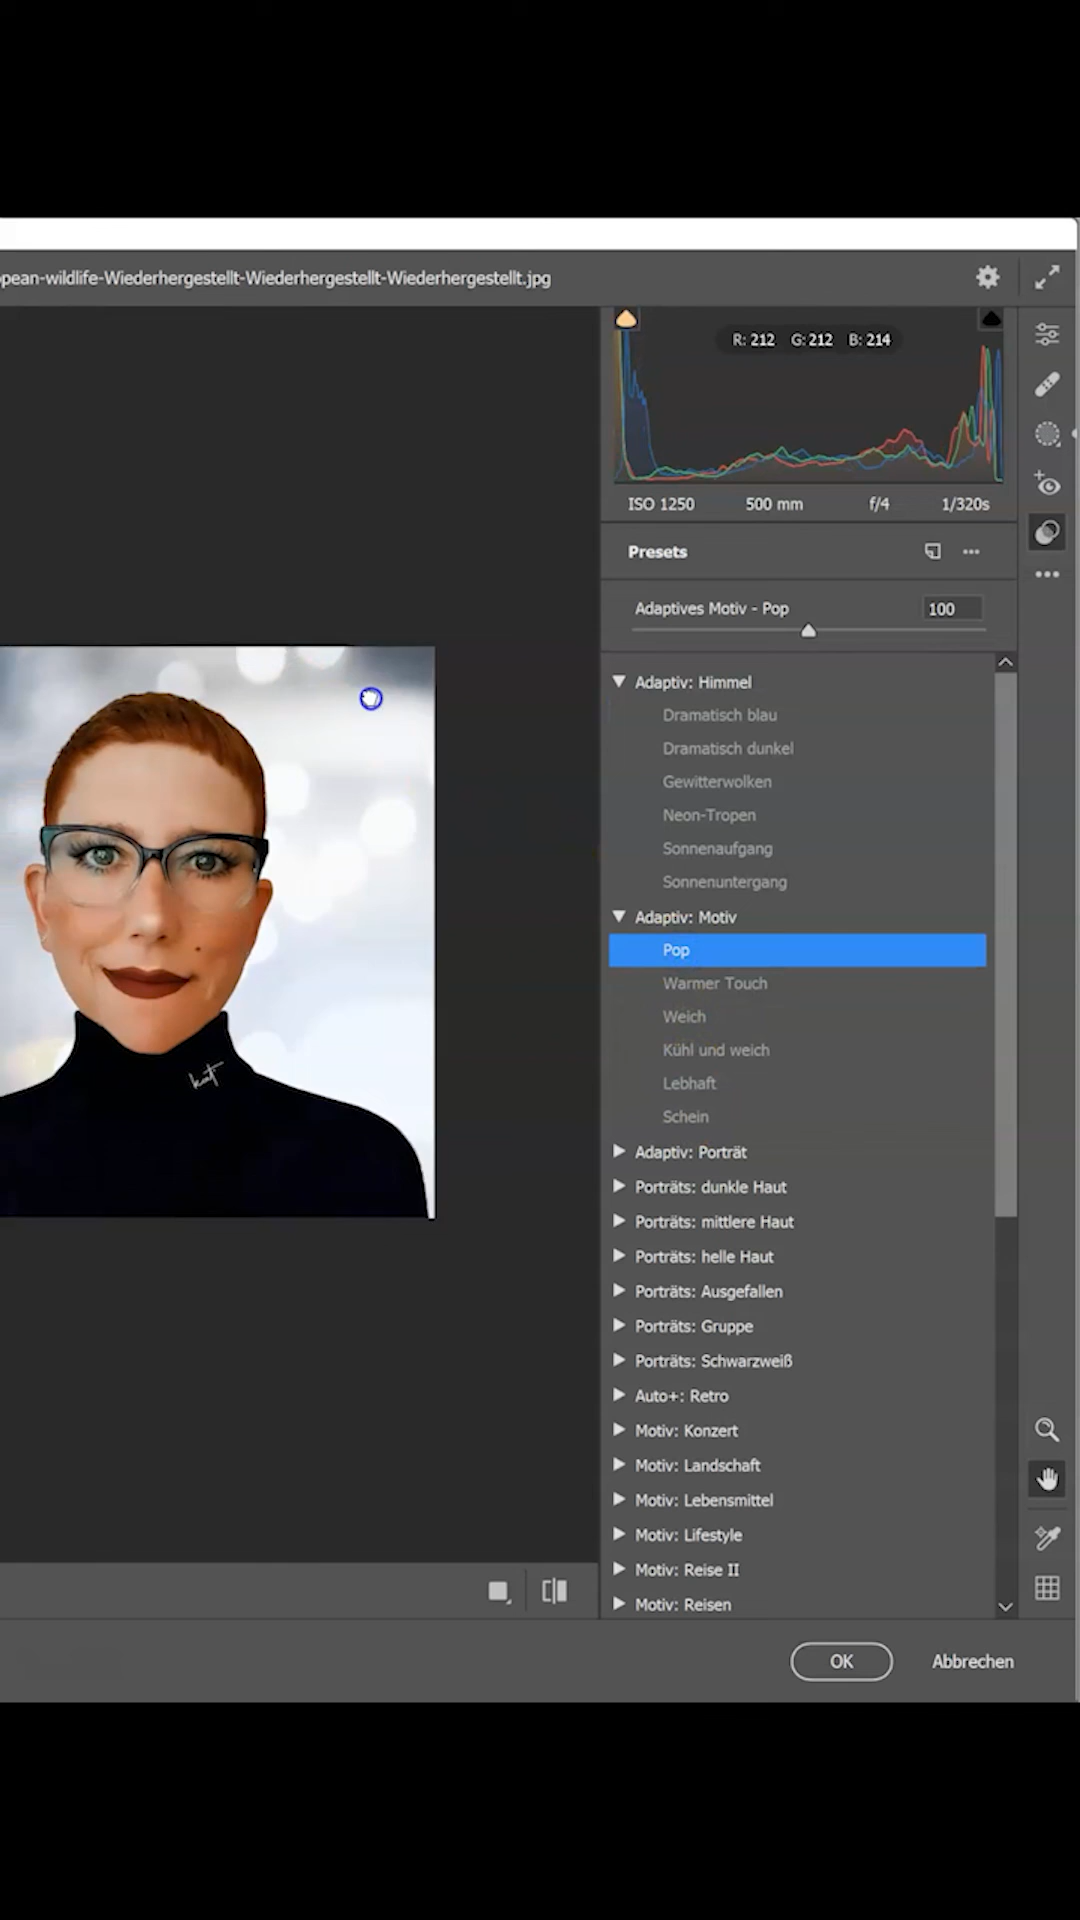 pean-wildlife-Wiederhergestellt-Wiederhergestellt-Wiederhergestellt.jpg
R: 212 G: 212 B: 214
ISO 1250 500 mm f/4 1/320s
Presets
Adaptives Motiv - Pop 100
Adaptiv: Himmel
Dramatisch blau
Dramatisch dunkel
Gewitterwolken
Neon-Tropen
Sonnenaufgang
Sonnenuntergang
Adaptiv: Motiv
Pop
Warmer Touch
Weich
Kühl und weich
Lebhaft
Schein
kat
Adaptiv: Porträt
Porträts: dunkle Haut
Porträts: mittlere Haut
Porträts: helle Haut
Porträts: Ausgefallen
Porträts: Gruppe
Porträts: Schwarzweiß
Auto+: Retro
Motiv: Konzert
Motiv: Landschaft
Motiv: Lebensmittel
Motiv: Lifestyle
Motiv: Reise II
Motiv: Reisen
OK Abbrechen